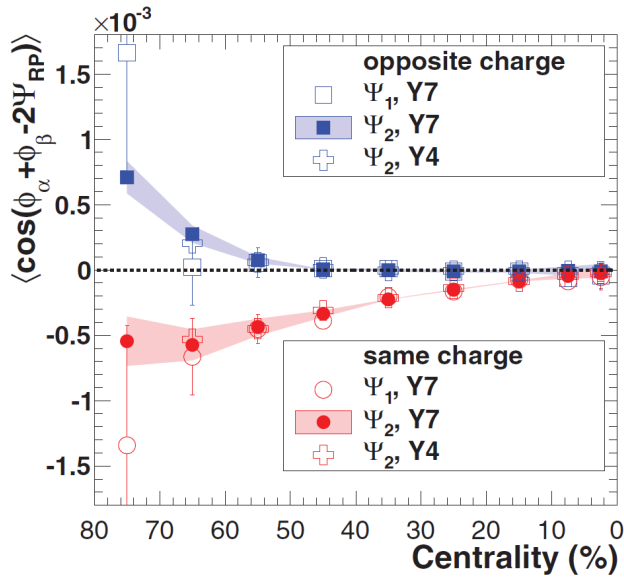 ×10⁻³
⟨cos(ϕα+ϕβ-2ΨRP)⟩
1.5
1
0.5
0
-0.5
-1
-1.5
opposite charge
Ψ1, Y7
Ψ2, Y7
Ψ2, Y4
same charge
Ψ1, Y7
Ψ2, Y7
Ψ2, Y4
80 70 60 50 40 30 20 10 0
Centrality (%)